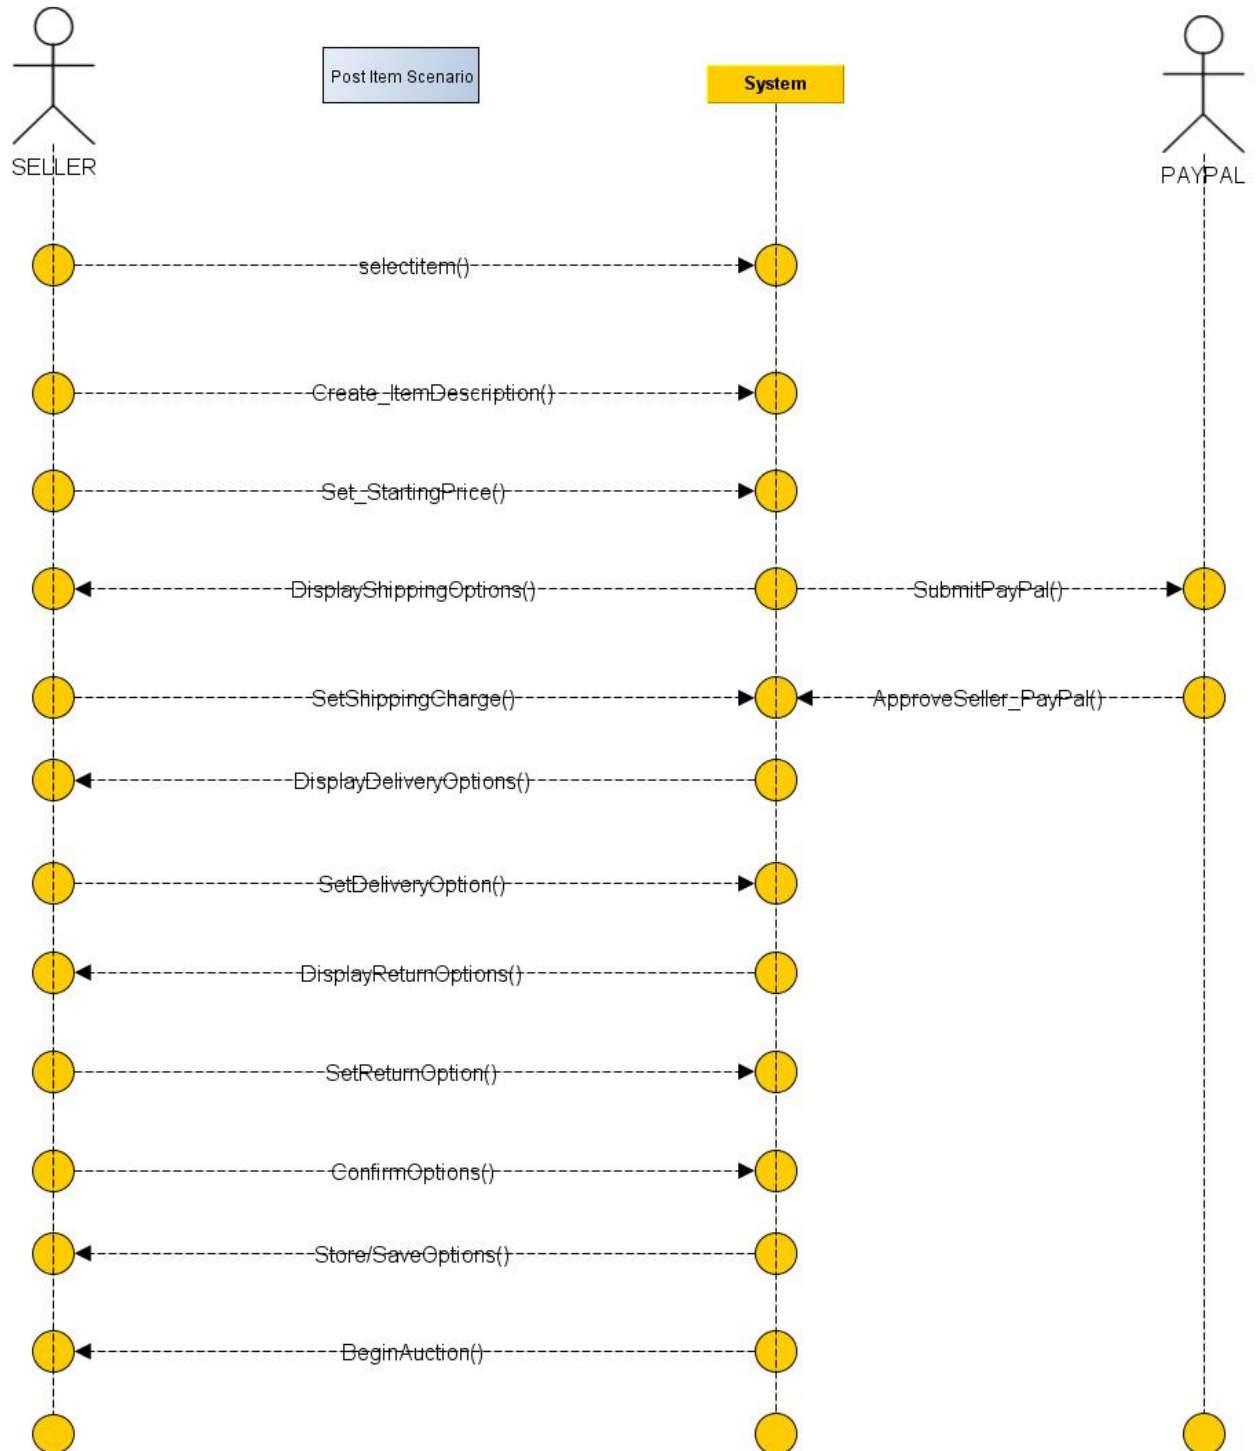 Post Item Scenario
System
SELLER
PAYPAL
selectitem()
Create_ItemDescription()
Set_StartingPrice()
DisplayShippingOptions()
SubmitPayPal()
SetShippingCharge()
ApproveSeller_PayPal()
DisplayDeliveryOptions()
SetDeliveryOption()
DisplayReturnOptions()
SetReturnOption()
ConfirmOptions()
Store/SaveOptions()
BeginAuction()